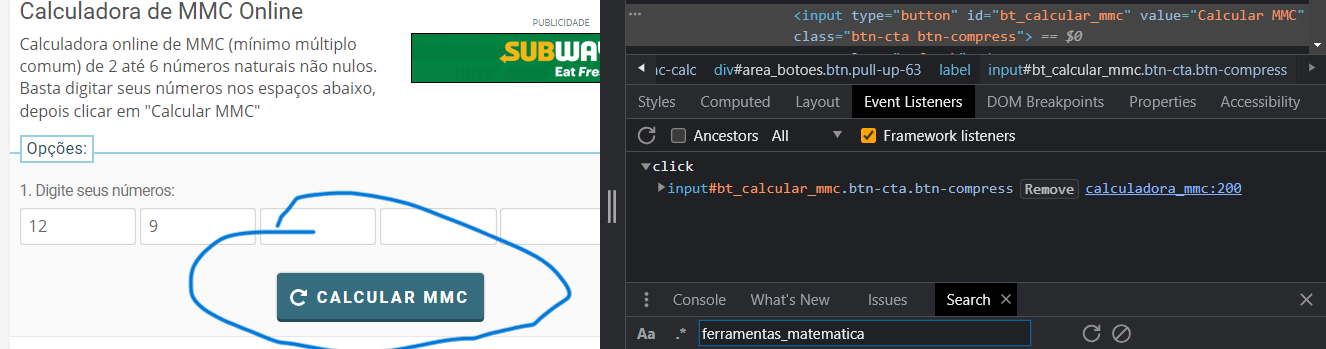 Calculadora de MMC Online
PUBLICIDADE
Calculadora online de MMC (mínimo múltiplo
comum) de 2 até 6 números naturais não nulos.
Basta digitar seus números nos espaços abaixo,
depois clicar em "Calcular MMC"
SUBWAY
Eat Fre
Opções:
1. Digite seus números:
12 9
CALCULAR MMC
<input type="button" id="bt_calcular_mmc" value="Calcular MMC"
class="btn-cta btn-compress"> == $0
ıc-calc div#area_botoes.btn.pull-up-63 label input#bt_calcular_mmc.btn-cta.btn-compress
Styles Computed Layout Event Listeners DOM Breakpoints Properties Accessibility
Ancestors All Framework listeners
click
input#bt_calcular_mmc.btn-cta.btn-compress Remove calculadora_mmc:200
Console What's New Issues Search
Aa .* ferramentas_matematica